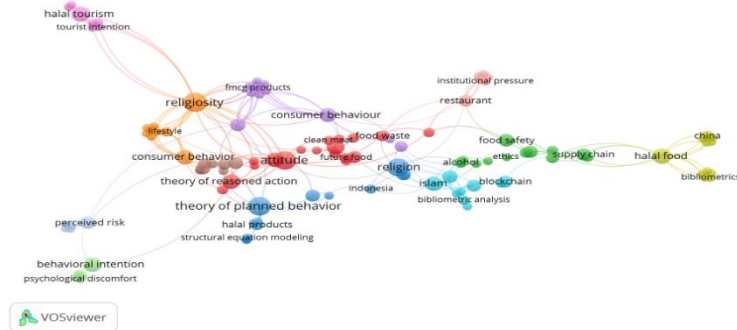 halal tourism
tourist intention
fmcg products
institutional pressure
religiosity
restaurant
consumer behaviour
lifestyle
clean meat
food waste
china
food safety
consumer behavior
attitude
future food
alcohol
ethics
supply chain
halal food
religion
theory of reasoned action
islam
blockchain
bibliometrics
indonesia
theory of planned behavior
bibliometric analysis
perceived risk
halal products
structural equation modeling
behavioral intention
psychological discomfort
VOSviewer